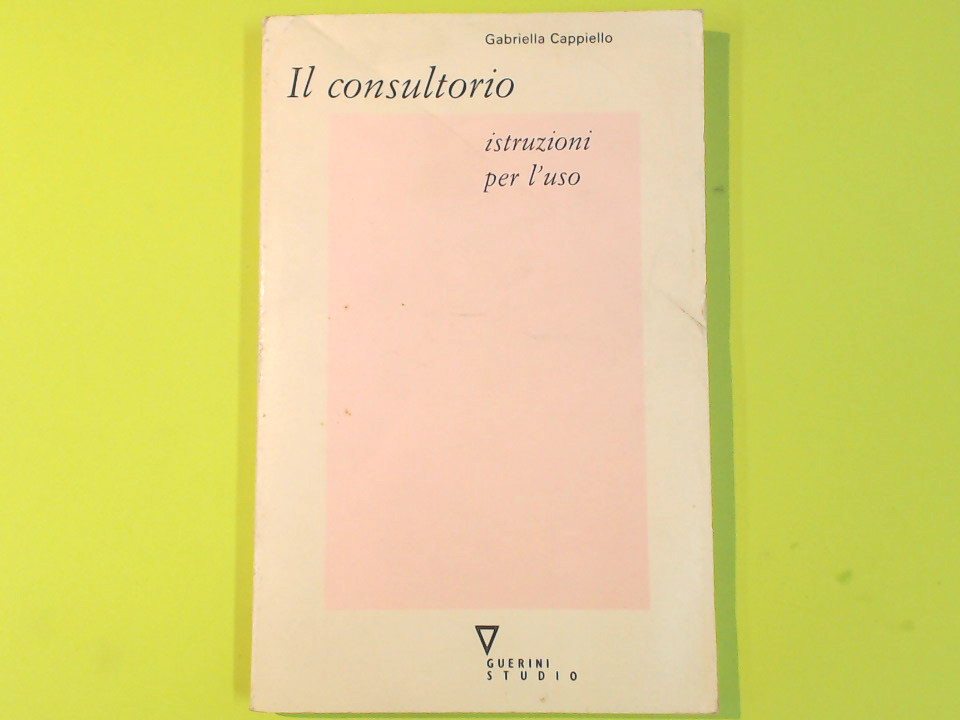 Gabriella Cappiello
Il consultorio
istruzioni
per l'uso
GUERINI
STUDIO